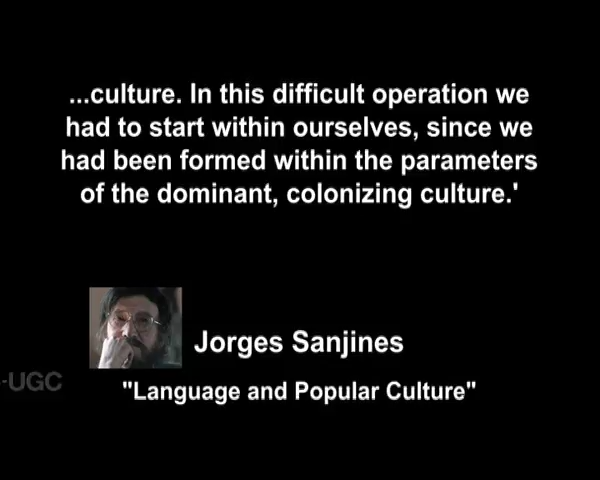 ...culture. In this difficult operation we
had to start within ourselves, since we
had been formed within the parameters
of the dominant, colonizing culture.'
Jorges Sanjines
-UGC
"Language and Popular Culture"